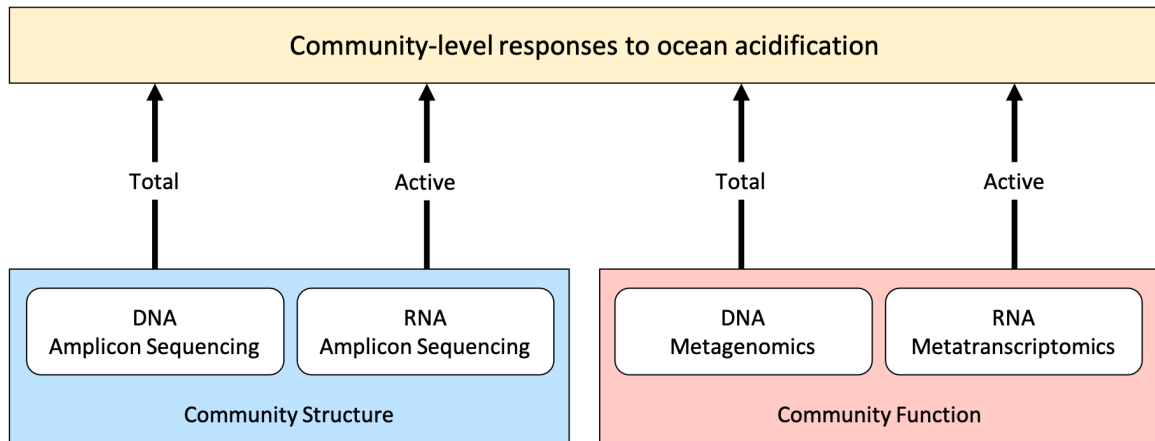 Community-level responses to ocean acidification
Total
Active
Total
Active
DNA
Amplicon Sequencing
RNA
Amplicon Sequencing
DNA
Metagenomics
RNA
Metatranscriptomics
Community Structure
Community Function